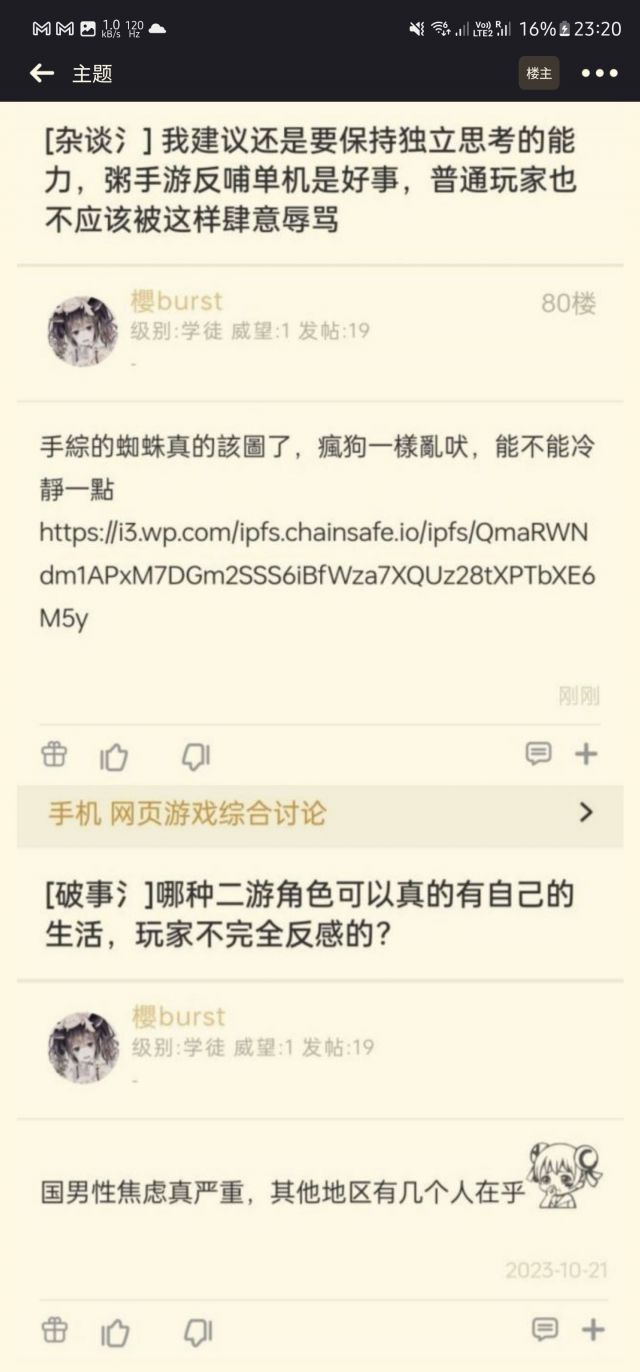 1.0 kB/s 120 Hz Vo)) LTE2 R 16% 23:20
主题 楼主
[杂谈氵] 我建议还是要保持独立思考的能
力，粥手游反哺单机是好事，普通玩家也
不应该被这样肆意辱骂
櫻burst 80楼
级别:学徒 威望:1 发帖:19
-
手綜的蜘蛛真的該圖了，瘋狗一樣亂吠，能不能冷
靜一點
https://i3.wp.com/ipfs.chainsafe.io/ipfs/QmaRWN
dm1APxM7DGm2SSS6iBfWza7XQUz28tXPTbXE6
M5y
刚刚
手机 网页游戏综合讨论
[破事氵]哪种二游角色可以真的有自己的
生活，玩家不完全反感的？
櫻burst
级别:学徒 威望:1 发帖:19
-
国男性焦虑真严重，其他地区有几个人在乎
2023-10-21